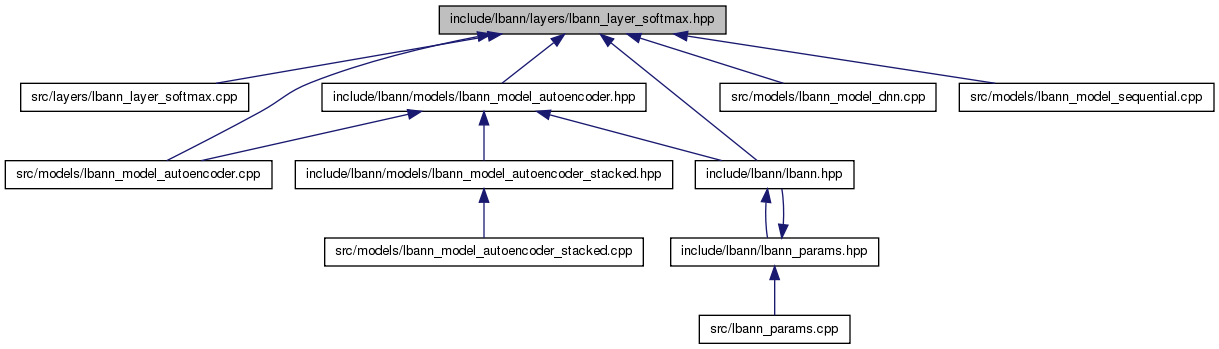 include/lbann/layers/lbann_layer_softmax.hpp
src/layers/lbann_layer_softmax.cpp
include/lbann/models/lbann_model_autoencoder.hpp
src/models/lbann_model_dnn.cpp
src/models/lbann_model_sequential.cpp
src/models/lbann_model_autoencoder.cpp
include/lbann/models/lbann_model_autoencoder_stacked.hpp
include/lbann/lbann.hpp
src/models/lbann_model_autoencoder_stacked.cpp
include/lbann/lbann_params.hpp
src/lbann_params.cpp